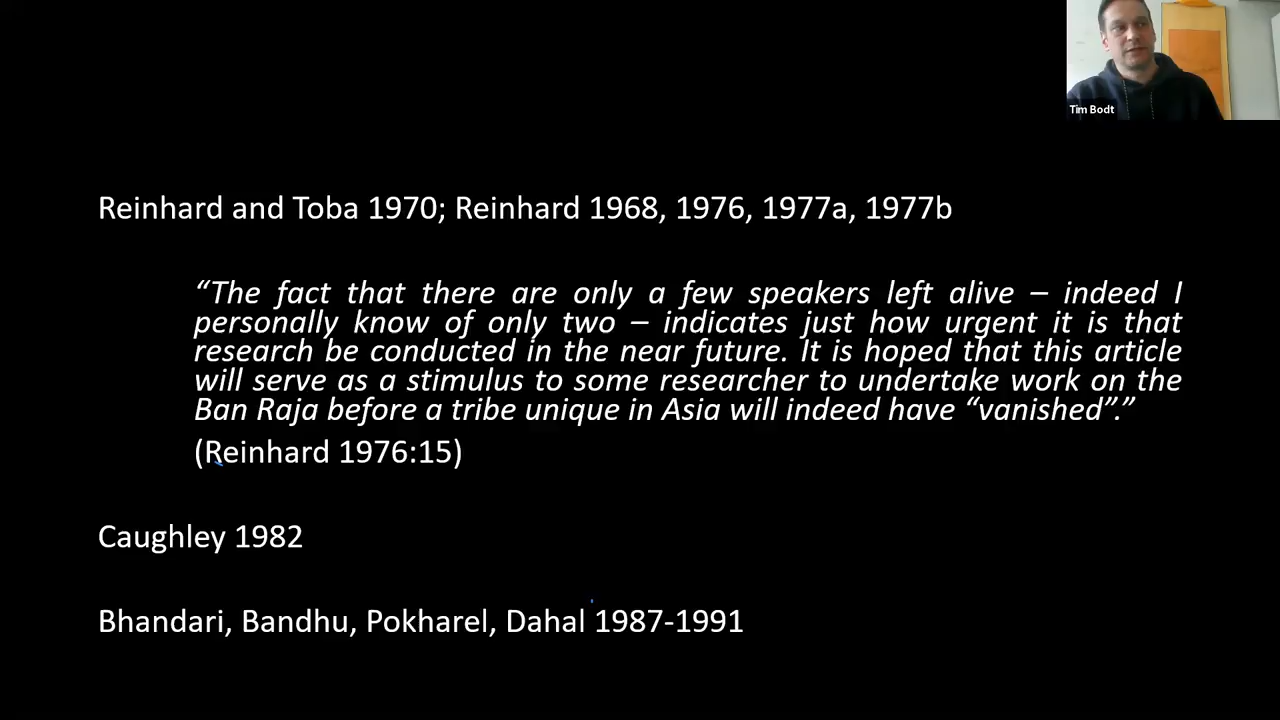 Tim Bodt
Reinhard and Toba 1970; Reinhard 1968, 1976, 1977a, 1977b
“The fact that there are only a few speakers left alive – indeed I
personally know of only two – indicates just how urgent it is that
research be conducted in the near future. It is hoped that this article
will serve as a stimulus to some researcher to undertake work on the
Ban Raja before a tribe unique in Asia will indeed have “vanished”.”
(Reinhard 1976:15)
Caughley 1982
Bhandari, Bandhu, Pokharel, Dahal 1987-1991